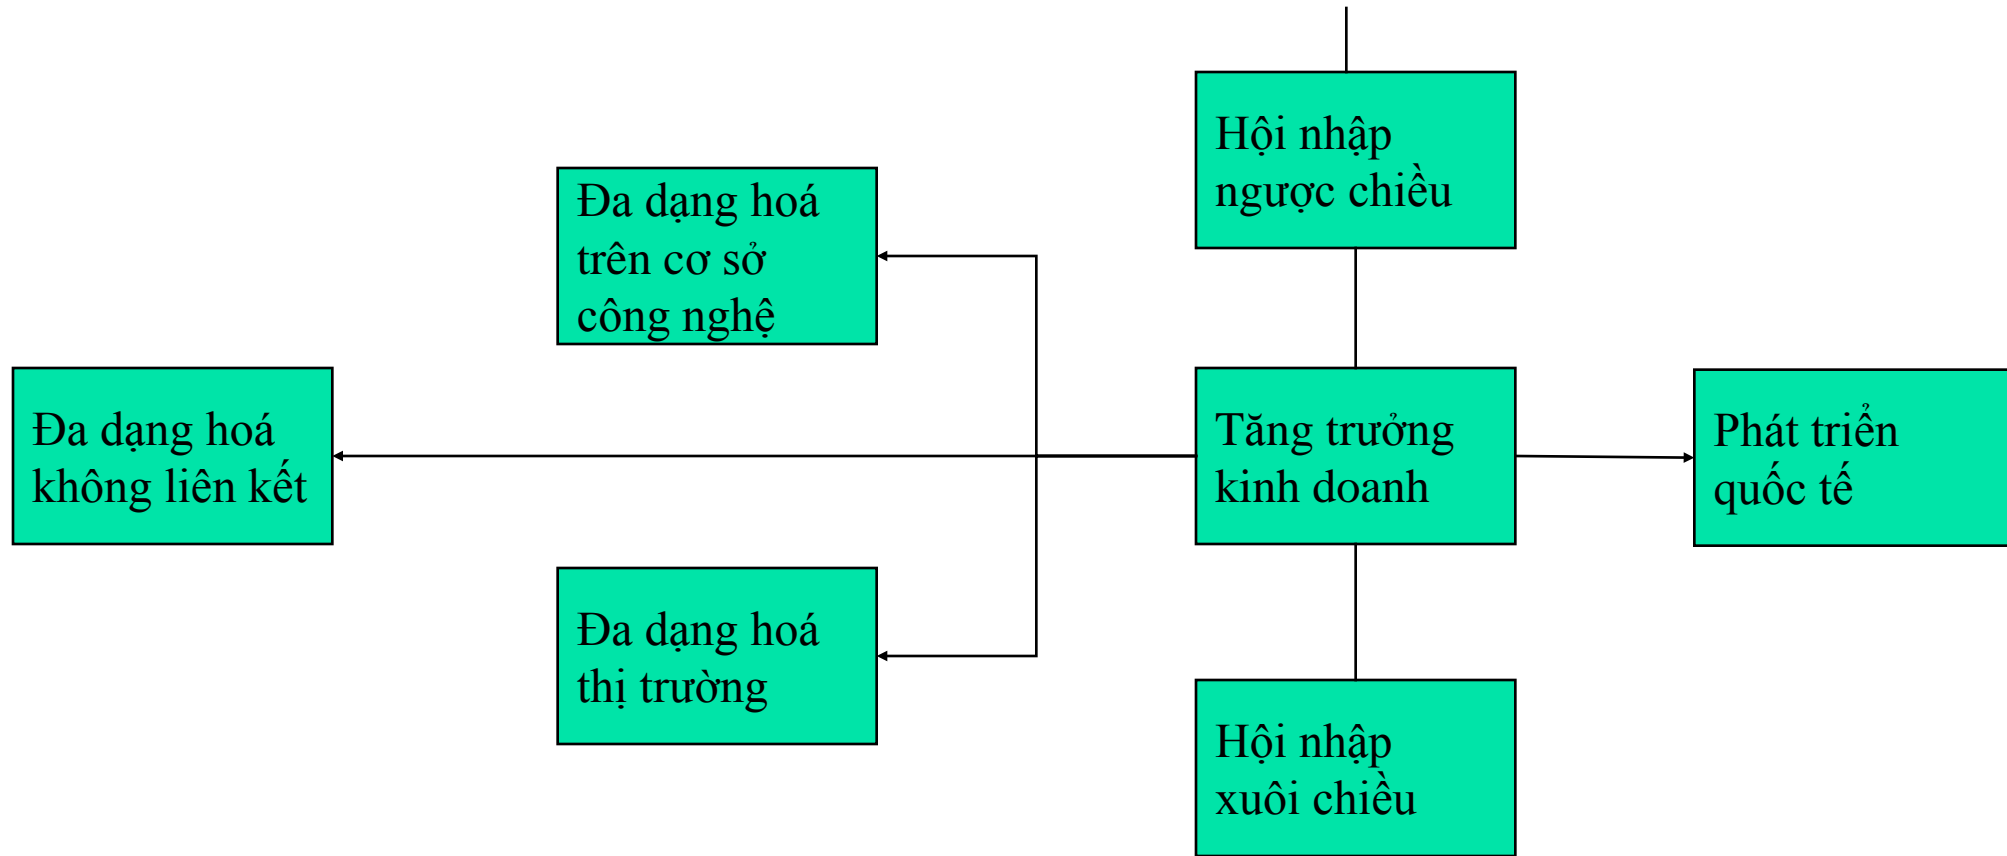 Hội nhập
ngược chiều
Đa dạng hoá
trên cơ sở
công nghệ
Đa dạng hoá
không liên kết
Tăng trưởng
kinh doanh
Phát triển
quốc tế
Đa dạng hoá
thị trường
Hội nhập
xuôi chiều